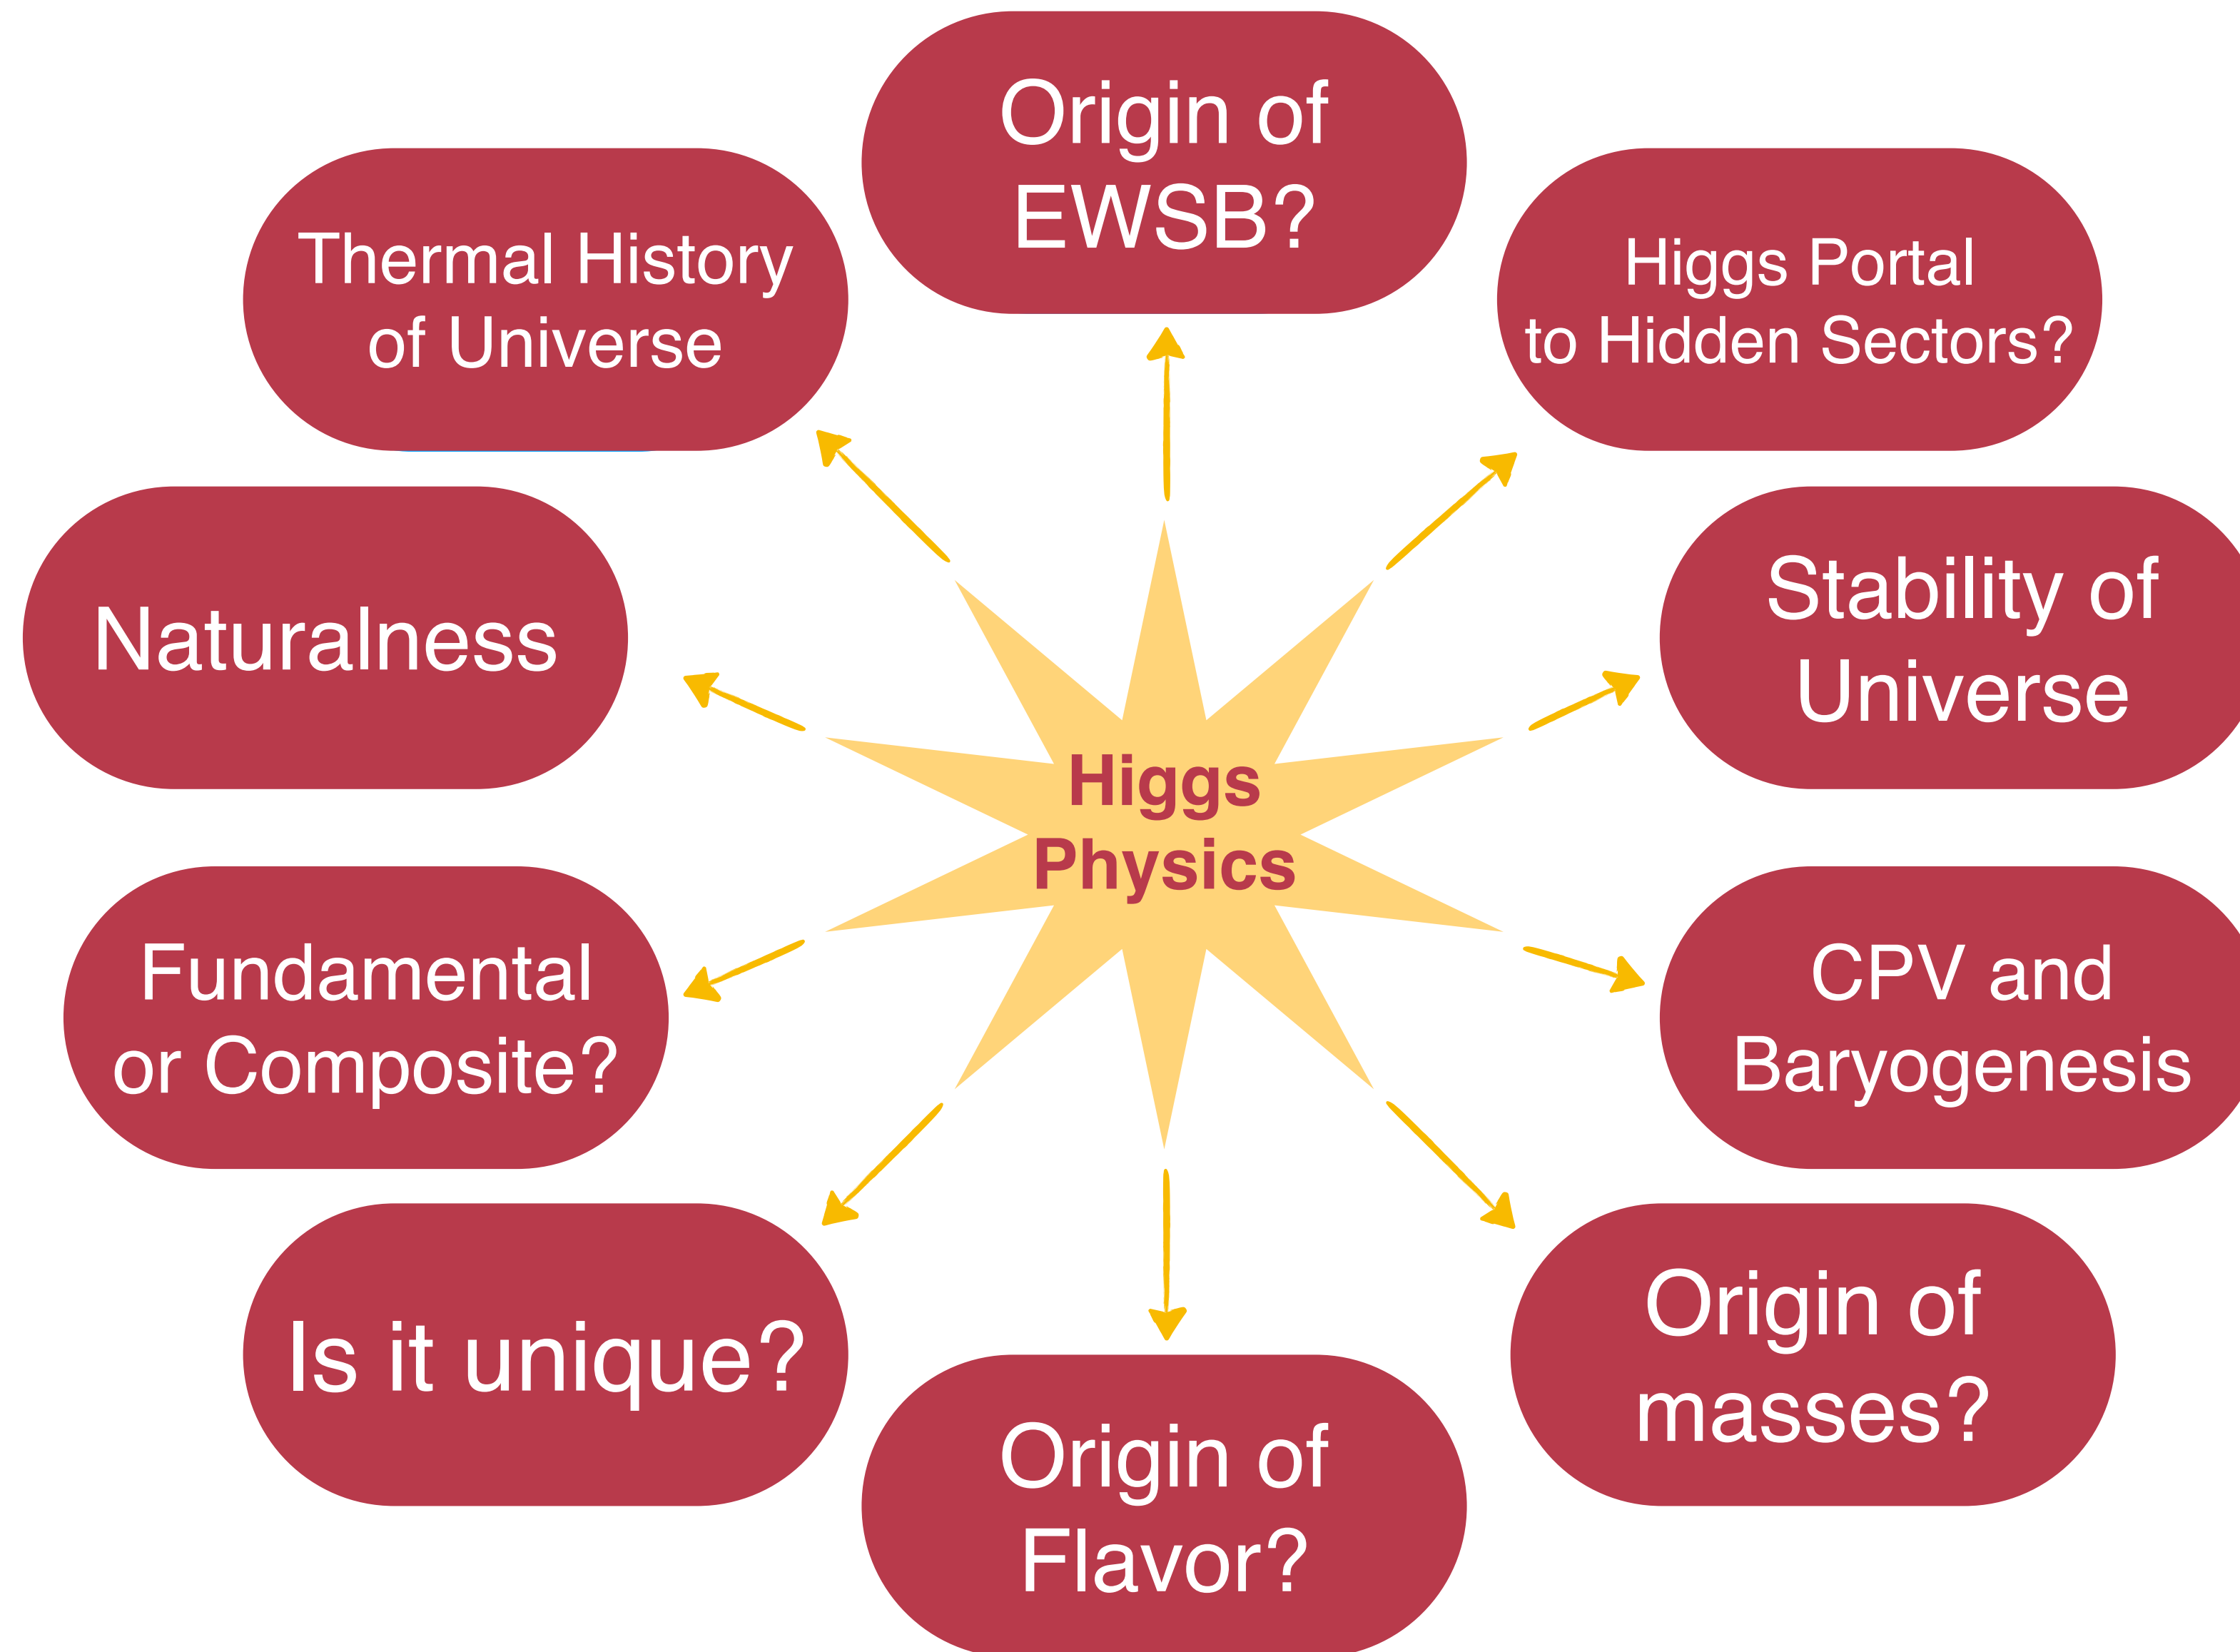 Origin of
EWSB?
Thermal History
of Universe
Higgs Portal
to Hidden Sectors?
Naturalness
Stability of
Universe
Higgs
Physics
Fundamental
or Composite?
CPV and
Baryogenesis
Is it unique?
Origin of
masses?
Origin of
Flavor?